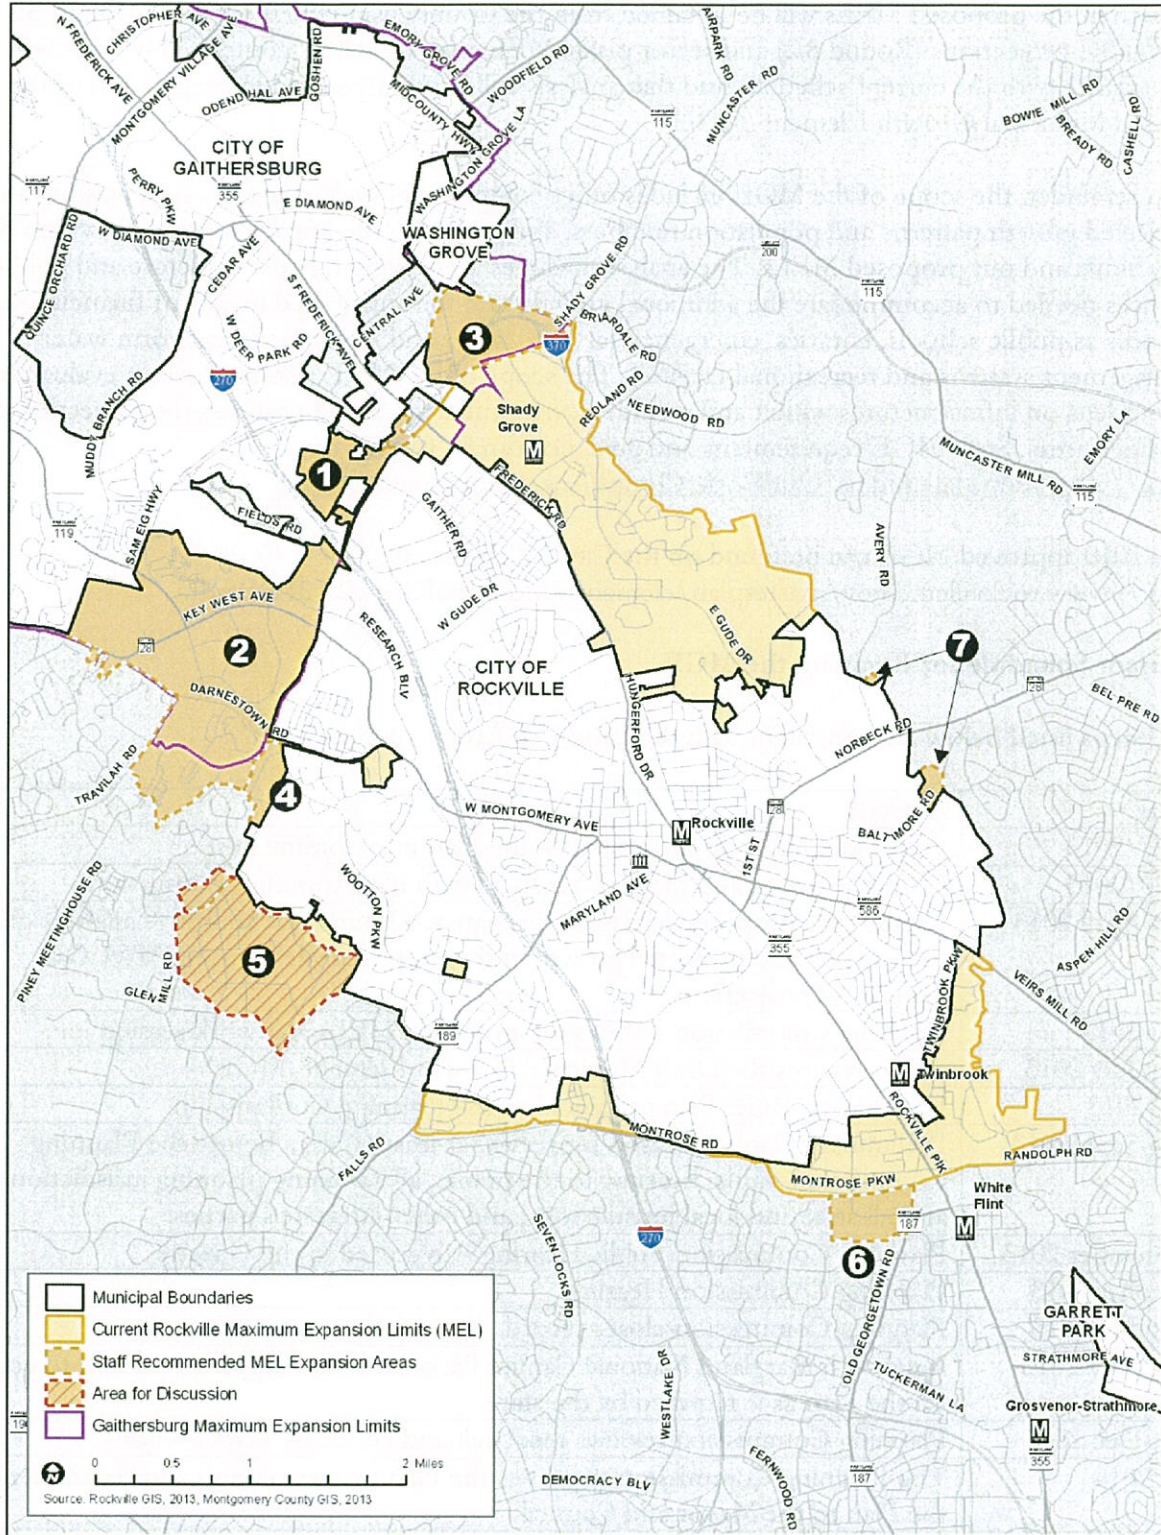 N FREDERICK AVE
CHRISTOPHER AVE
MONTGOMERY VILLAGE AVE
ODENDHAL AVE
GOSHEN RD
EMORY GROVE RD
MIDCOUNTY HWY
WOODFIELD RD
WASHINGTON GROVE LA
AIRPARK RD
MUNCASTER RD
115
BOWIE MILL RD
BREADY RD
CASHELL RD
CITY OF
GAITHERSBURG
117
PERRY PKW
355
E DIAMOND AVE
WASHINGTON
GROVE
QUINCE ORCHARD RD
W DIAMOND AVE
CEDAR AVE
S FREDERICK AVE
CENTRAL AVE
W DEER PARK RD
SHADY GROVE RD
200
115
3
370
BRIARDALE RD
270
MUDDY BRANCH RD
REDLAND RD
NEEDWOOD RD
Shady
Grove
M
EMORY LA
MUNCASTER MILL RD
115
1
FREDERICK RD
SAM EIG HWY
FIELDS RD
119
GAITHER RD
AVERY RD
KEY WEST AVE
RESEARCH BLV
W GUDE DR
E GUDE DR
28
2
7
CITY OF
ROCKVILLE
DARNESTOWN RD
HUNGERFORD DR
28
BEL PRE RD
NORBECK RD
TRAVILAH RD
4
W MONTGOMERY AVE
M
Rockville
28
BALTIMORE RD
1ST ST
WOOTTON PKW
MARYLAND AVE
PINEY MEETINGHOUSE RD
586
355
5
GLEN
MILL RD
ASPEN HILL RD
VEIRS MILL RD
TWINBROOK PKW
189
M
Twinbrook
ROCKVILLE PIK
MONTROSE RD
FALLS RD
RANDOLPH RD
MONTROSE PKW
White
Flint
187
M
SEVEN LOCKS RD
270
6
OLD GEORGETOWN RD
GARRETT
PARK
STRATHMORE AVE
WESTLAKE DR
TUCKERMAN LA
Grosvenor-Strathmore
M
355
FERNWOOD RD
187
DEMOCRACY BLV
Municipal Boundaries
Current Rockville Maximum Expansion Limits (MEL)
Staff Recommended MEL Expansion Areas
Area for Discussion
Gaithersburg Maximum Expansion Limits
N
0 0.5 1 2 Miles
Source: Rockville GIS, 2013, Montgomery County GIS, 2013